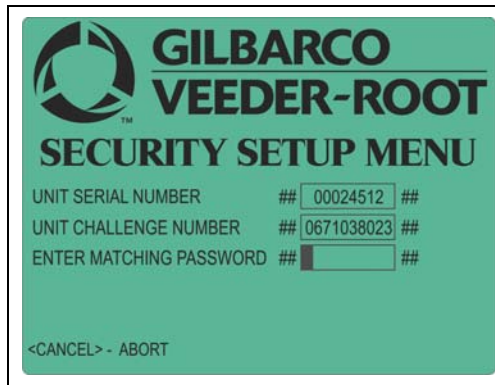 GILBARCO
VEEDER-ROOT
TM
SECURITY SETUP MENU
UNIT SERIAL NUMBER ## 00024512 ##
UNIT CHALLENGE NUMBER ## 0671038023 ##
ENTER MATCHING PASSWORD ## ##
<CANCEL> - ABORT